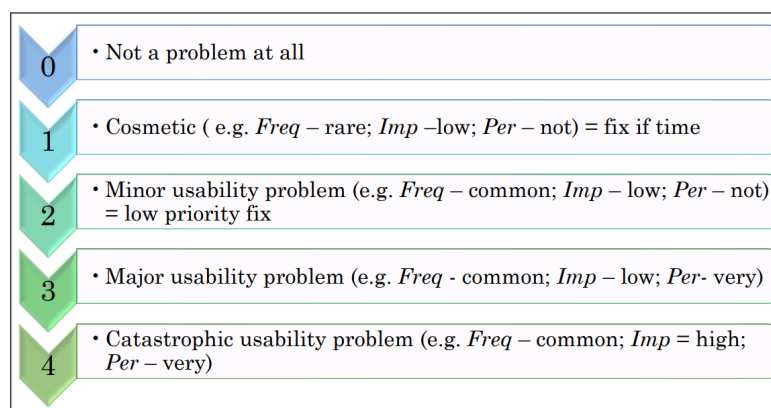 0
• Not a problem at all
1
• Cosmetic ( e.g. Freq – rare; Imp –low; Per – not) = fix if time
2
• Minor usability problem (e.g. Freq – common; Imp – low; Per – not)
= low priority fix
3
• Major usability problem (e.g. Freq - common; Imp – low; Per- very)
4
• Catastrophic usability problem (e.g. Freq – common; Imp = high;
Per – very)